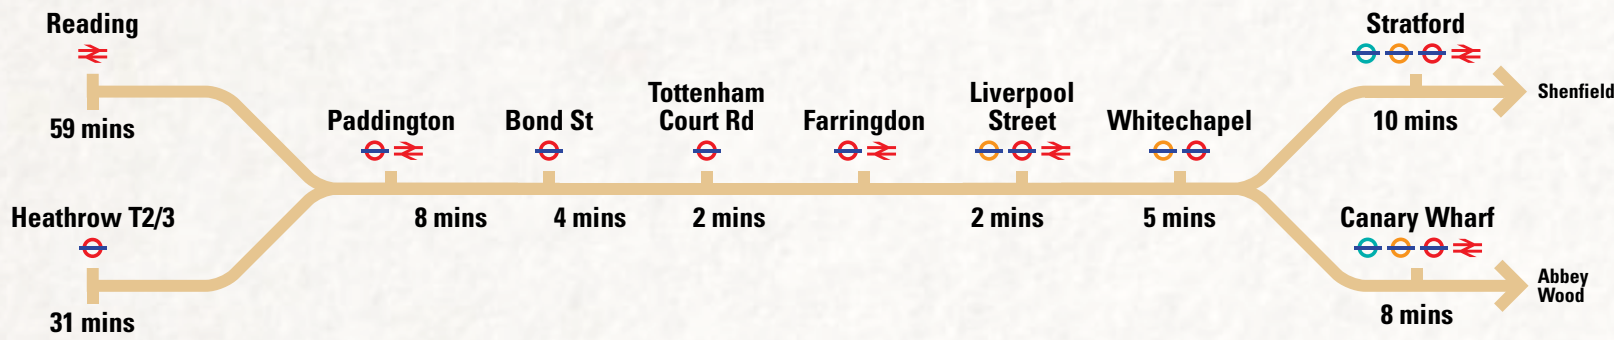 Reading
59 mins
Heathrow T2/3
31 mins
Paddington
8 mins
Bond St
4 mins
Tottenham
Court Rd
2 mins
Farringdon
Liverpool
Street
2 mins
Whitechapel
5 mins
Stratford
10 mins
Shenfield
Canary Wharf
8 mins
Abbey
Wood